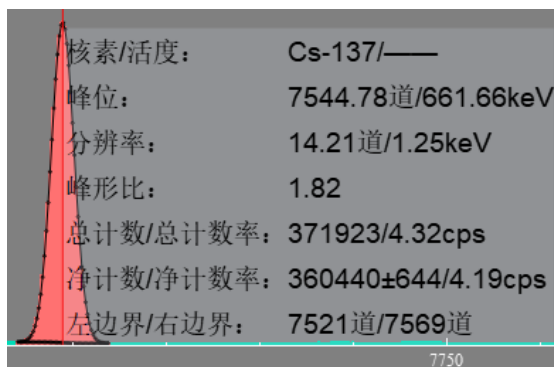 核素/活度： Cs-137/——
峰位： 7544.78道/661.66keV
分辨率： 14.21道/1.25keV
峰形比： 1.82
总计数/总计数率： 371923/4.32cps
净计数/净计数率： 360440±644/4.19cps
左边界/右边界： 7521道/7569道
7750